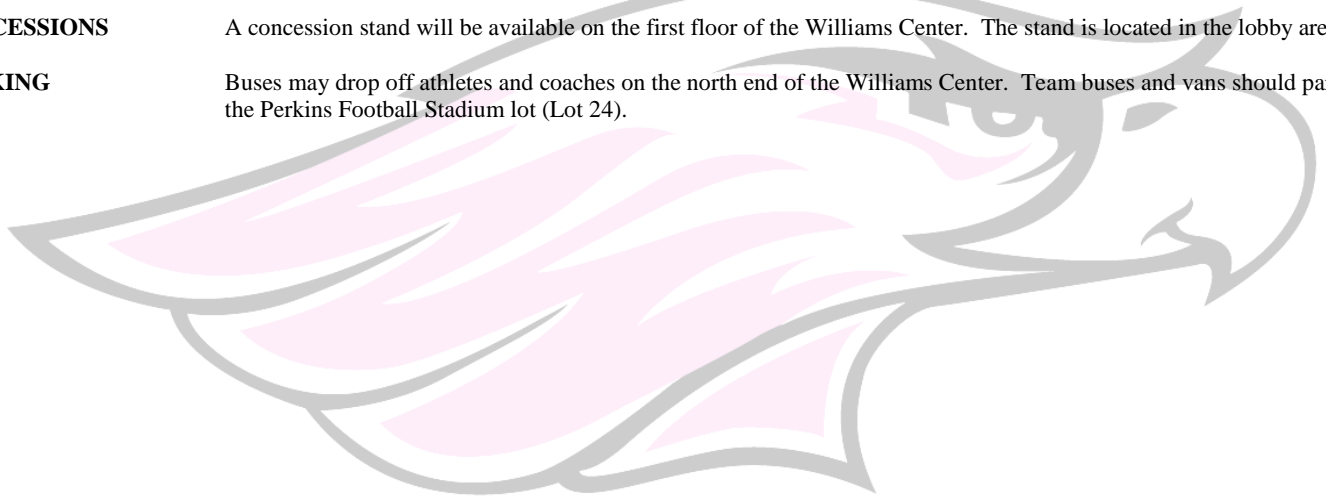 CESSIONS A concession stand will be available on the first floor of the Williams Center. The stand is located in the lobby are
KING Buses may drop off athletes and coaches on the north end of the Williams Center. Team buses and vans should pa
the Perkins Football Stadium lot (Lot 24).